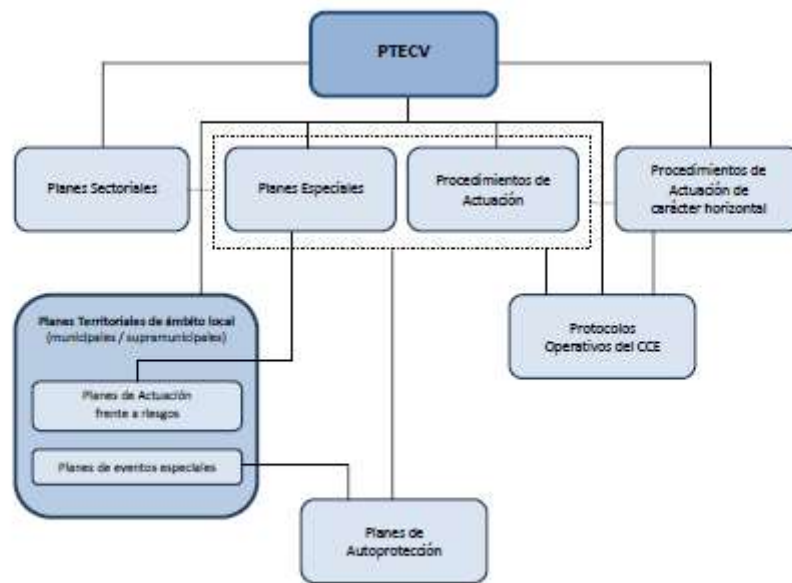 PTECV
Planes Sectoriales
Planes Especiales
Procedimientos de
Actuación
Procedimientos de
Actuación de
carácter horizontal
Planes Territoriales de ámbito local
(municipales / supramunicipales)
Planes de Actuación
frente a riesgos
Planes de eventos especiales
Protocolos
Operativos del CCE
Planes de
Autoprotección